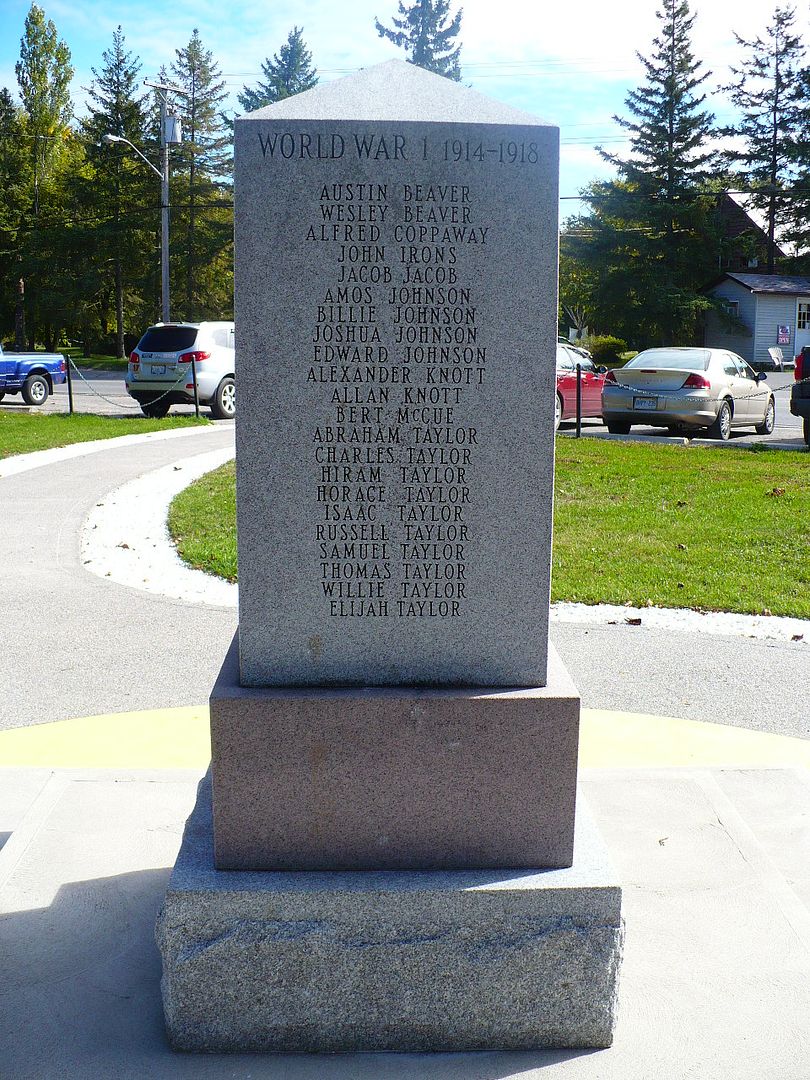 WORLD WAR I 1914-1918
AUSTIN BEAVER
WESLEY BEAVER
ALFRED COPPAWAY
JOHN IRONS
JACOB JACOB
AMOS JOHNSON
BILLIE JOHNSON
JOSHUA JOHNSON
EDWARD JOHNSON
ALEXANDER KNOTT
ALLAN KNOTT
BERT MCCUE
ABRAHAM TAYLOR
CHARLES TAYLOR
HIRAM TAYLOR
HORACE TAYLOR
ISAAC TAYLOR
RUSSELL TAYLOR
SAMUEL TAYLOR
THOMAS TAYLOR
WILLIE TAYLOR
ELIJAH TAYLOR